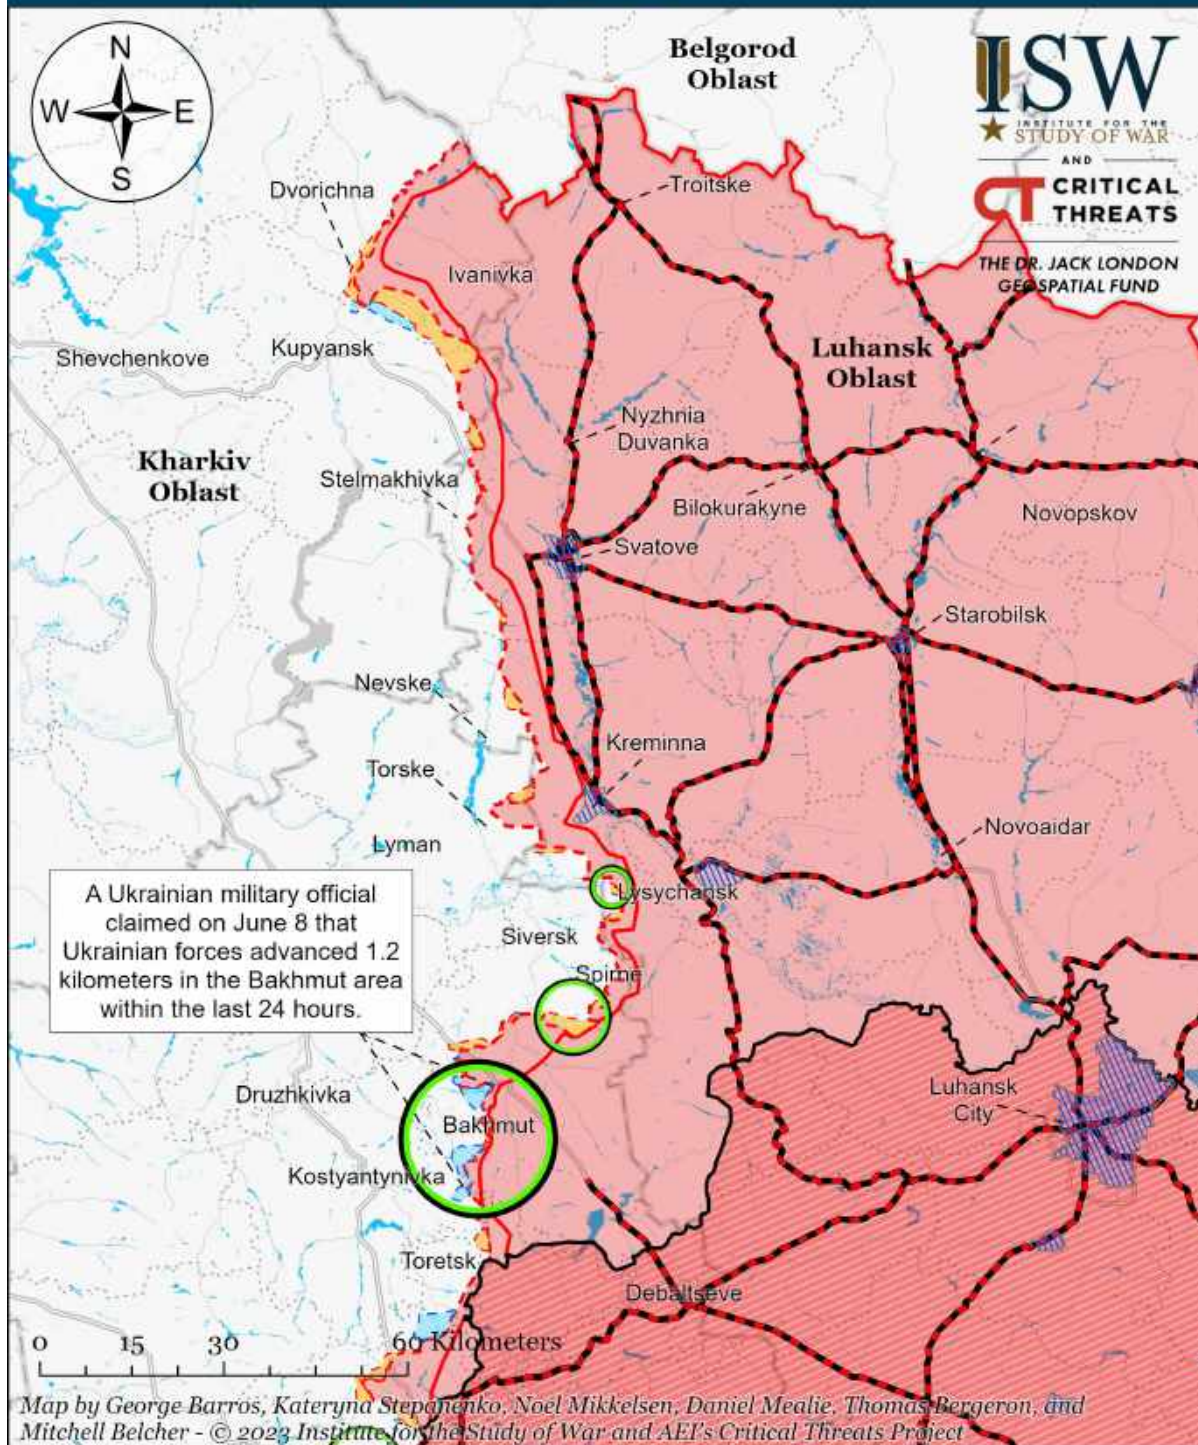 N
W E
S
Belgorod
Oblast
ISW
INSTITUTE FOR THE
STUDY OF WAR
AND
CT CRITICAL
THREATS
THE DR. JACK LONDON
GEOSPATIAL FUND
Dvorichna
Troitske
Ivanivka
Shevchenkove
Kupyansk
Luhansk
Oblast
Nyzhnia
Duvanka
Kharkiv
Oblast
Stelmakhivka
Bilokurakyne
Novopskov
Svatove
Starobilsk
Nevske
Kreminna
Torske
Novoaidar
Lyman
A Ukrainian military official
claimed on June 8 that
Ukrainian forces advanced 1.2
kilometers in the Bakhmut area
within the last 24 hours.
Lysychansk
Siversk
Spirne
Druzhkivka
Luhansk
City
Bakhmut
Kostyantynivka
Toretsk
Debaltseve
0 15 30 60 Kilometers
Map by George Barros, Kateryna Stepanenko, Noel Mikkelsen, Daniel Mealie, Thomas Bergeron, and
Mitchell Belcher - © 2023 Institute for the Study of War and AEI's Critical Threats Project